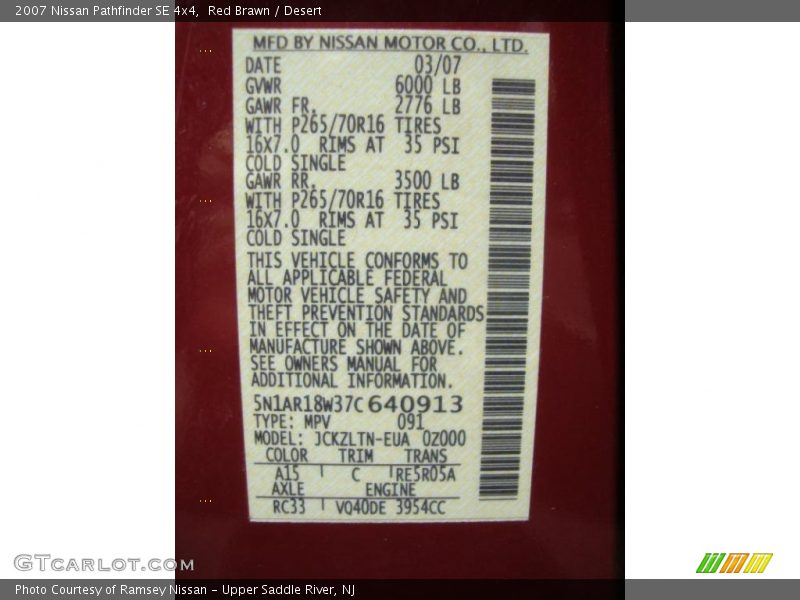 2007 Nissan Pathfinder SE 4x4,  Red Brawn / Desert
MFD BY NISSAN MOTOR CO., LTD.
DATE 03/07
GVWR 6000 LB
GAWR FR. 2776 LB
WITH P265/70R16 TIRES
16X7.0 RIMS AT 35 PSI
COLD SINGLE
GAWR RR. 3500 LB
WITH P265/70R16 TIRES
16X7.0 RIMS AT 35 PSI
COLD SINGLE
THIS VEHICLE CONFORMS TO
ALL APPLICABLE FEDERAL
MOTOR VEHICLE SAFETY AND
THEFT PREVENTION STANDARDS
IN EFFECT ON THE DATE OF
MANUFACTURE SHOWN ABOVE.
SEE OWNERS MANUAL FOR
ADDITIONAL INFORMATION.
5N1AR18W37C640913
TYPE: MPV 091
MODEL: JCKZLTN-EUA 0Z000
COLOR TRIM TRANS
A15 C RE5R05A
AXLE ENGINE
RC33 VQ40DE 3954CC
GTcarlot.com
Photo Courtesy of Ramsey Nissan - Upper Saddle River, NJ